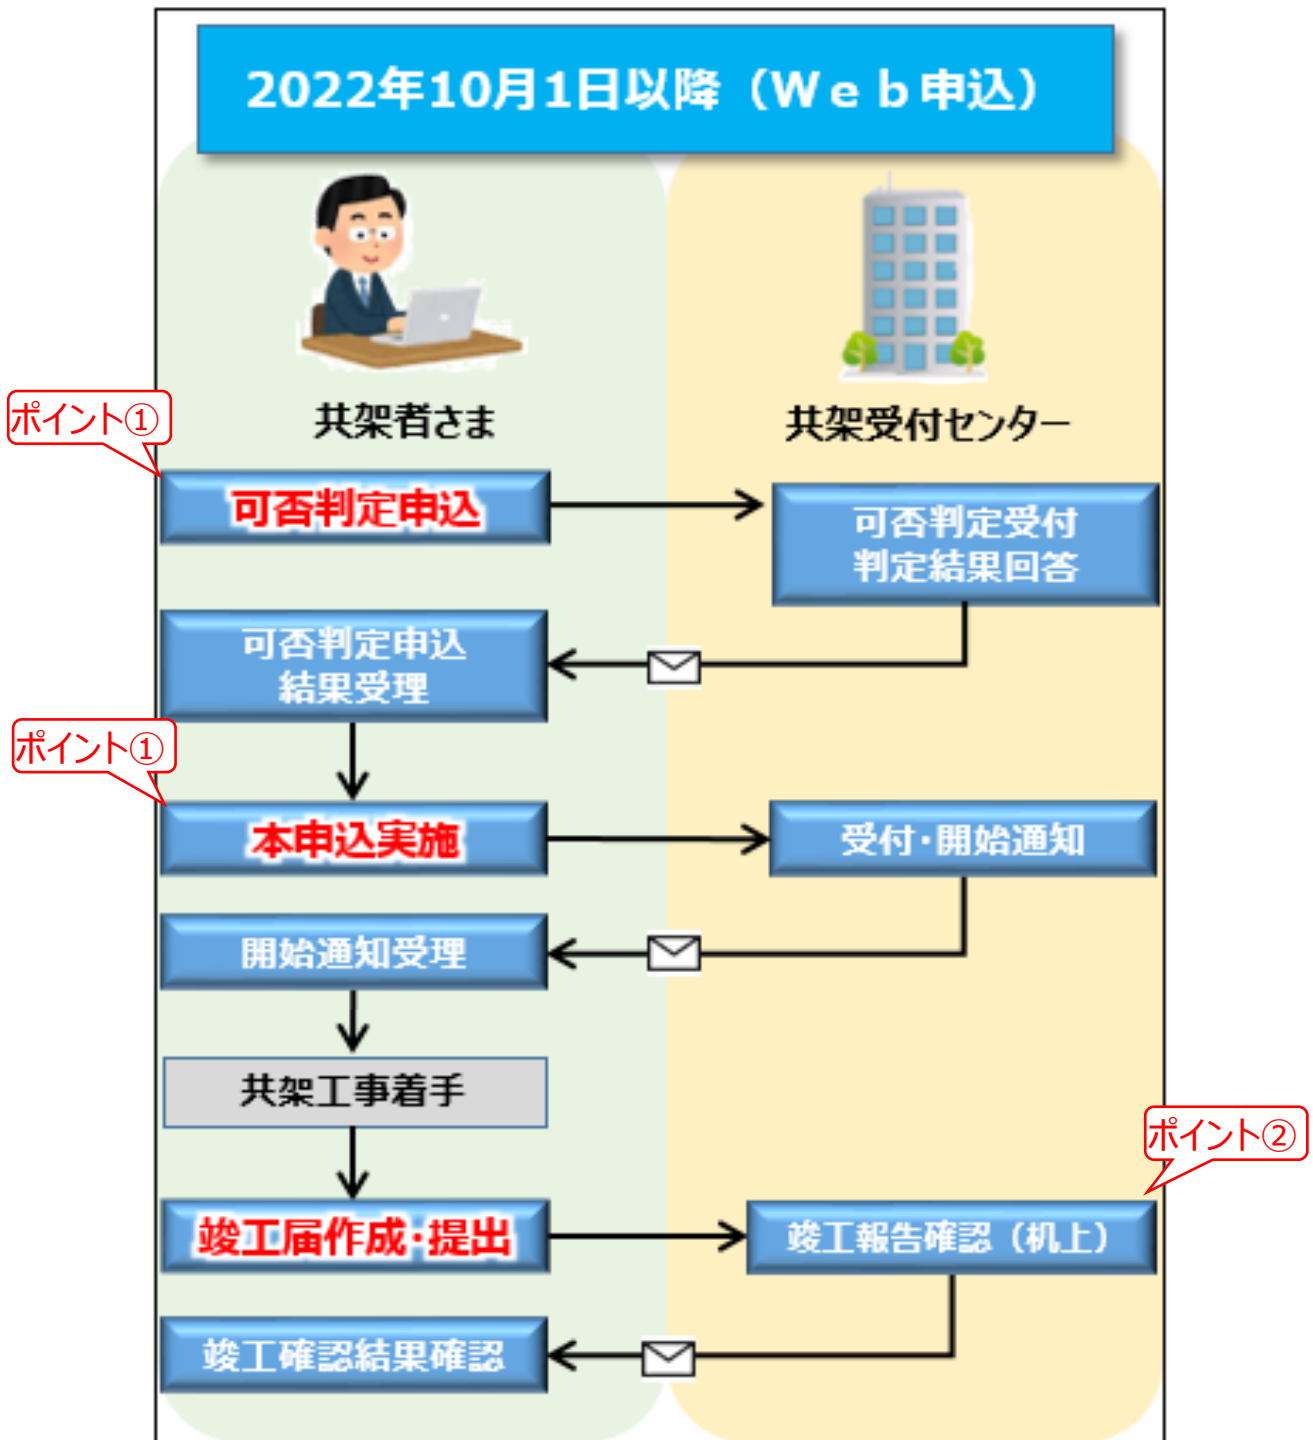 2022年10月1日以降（Ｗｅｂ申込）
共架者さま
共架受付センター
ポイント①
可否判定申込
可否判定受付
判定結果回答
可否判定申込
結果受理
ポイント①
本申込実施
受付・開始通知
開始通知受理
共架工事着手
ポイント②
竣工届作成・提出
竣工報告確認（机上）
竣工確認結果確認